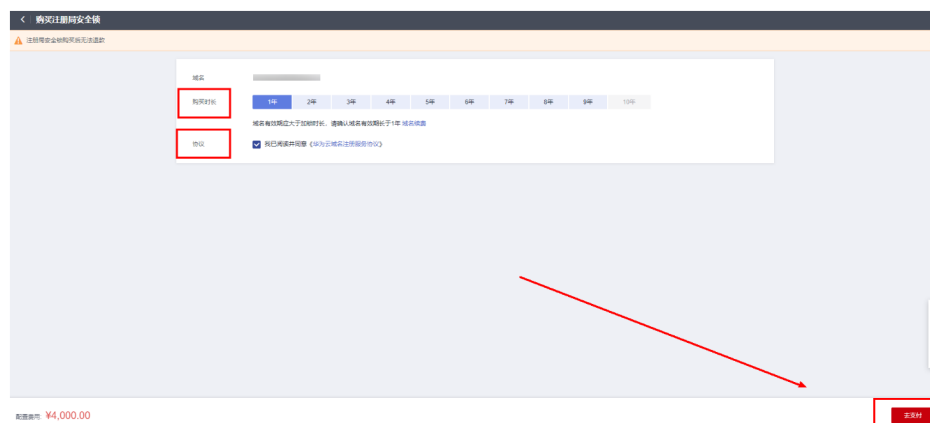 购买注册局安全锁
注册局安全锁购买后无法退款
域名
购买时长 1年 2年 3年 4年 5年 6年 7年 8年 9年 10年
域名有效期应大于加锁时长，请确认域名有效期长于1年 域名续费
协议 我已阅读并同意《华为云域名注册服务协议》
配置费用 ¥4,000.00 去支付